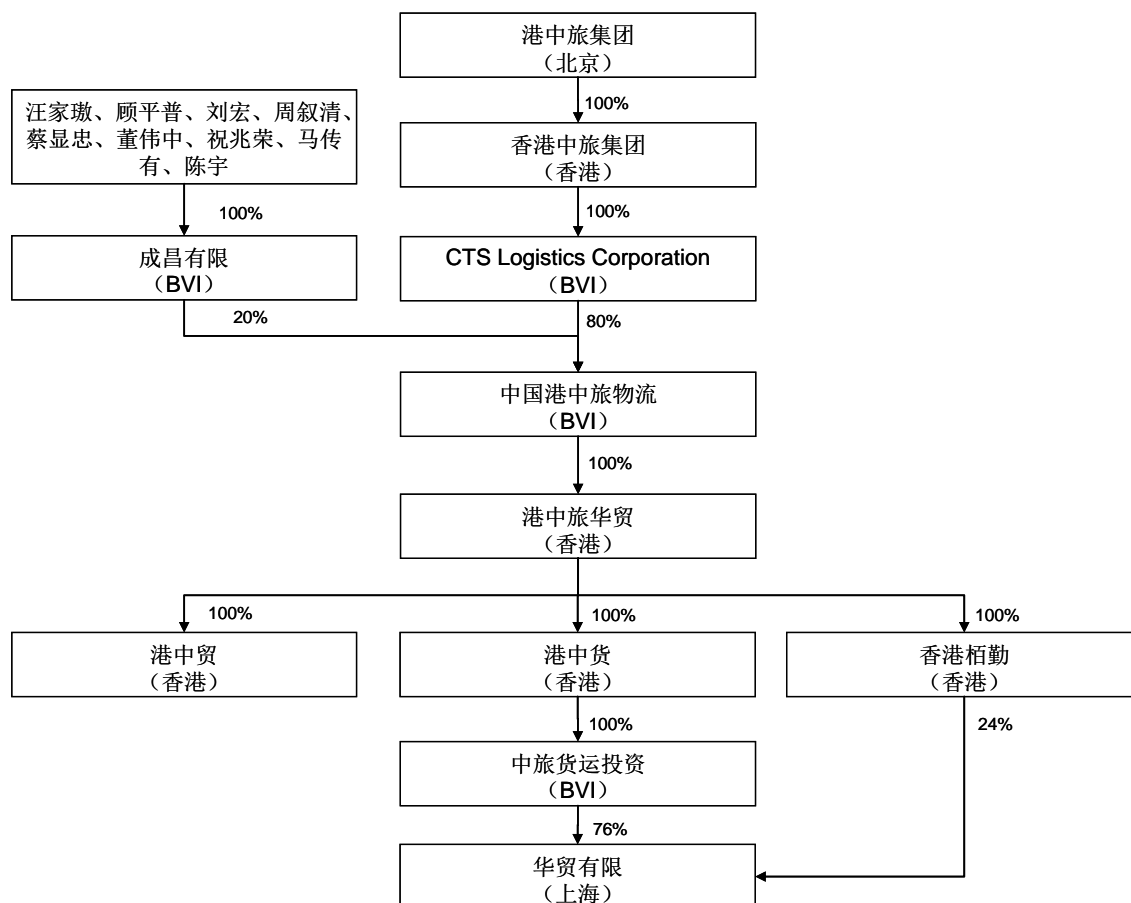 港中旅集团
（北京）
100%
汪家璈、顾平普、刘宏、周叙清、
蔡显忠、董伟中、祝兆荣、马传
有、陈宇
香港中旅集团
（香港）
100%
100%
成昌有限
（BVI）
CTS Logistics Corporation
（BVI）
20%
80%
中国港中旅物流
（BVI）
100%
港中旅华贸
（香港）
100%
100%
100%
港中贸
（香港）
港中货
（香港）
香港栢勤
（香港）
100%
24%
中旅货运投资
（BVI）
76%
华贸有限
（上海）